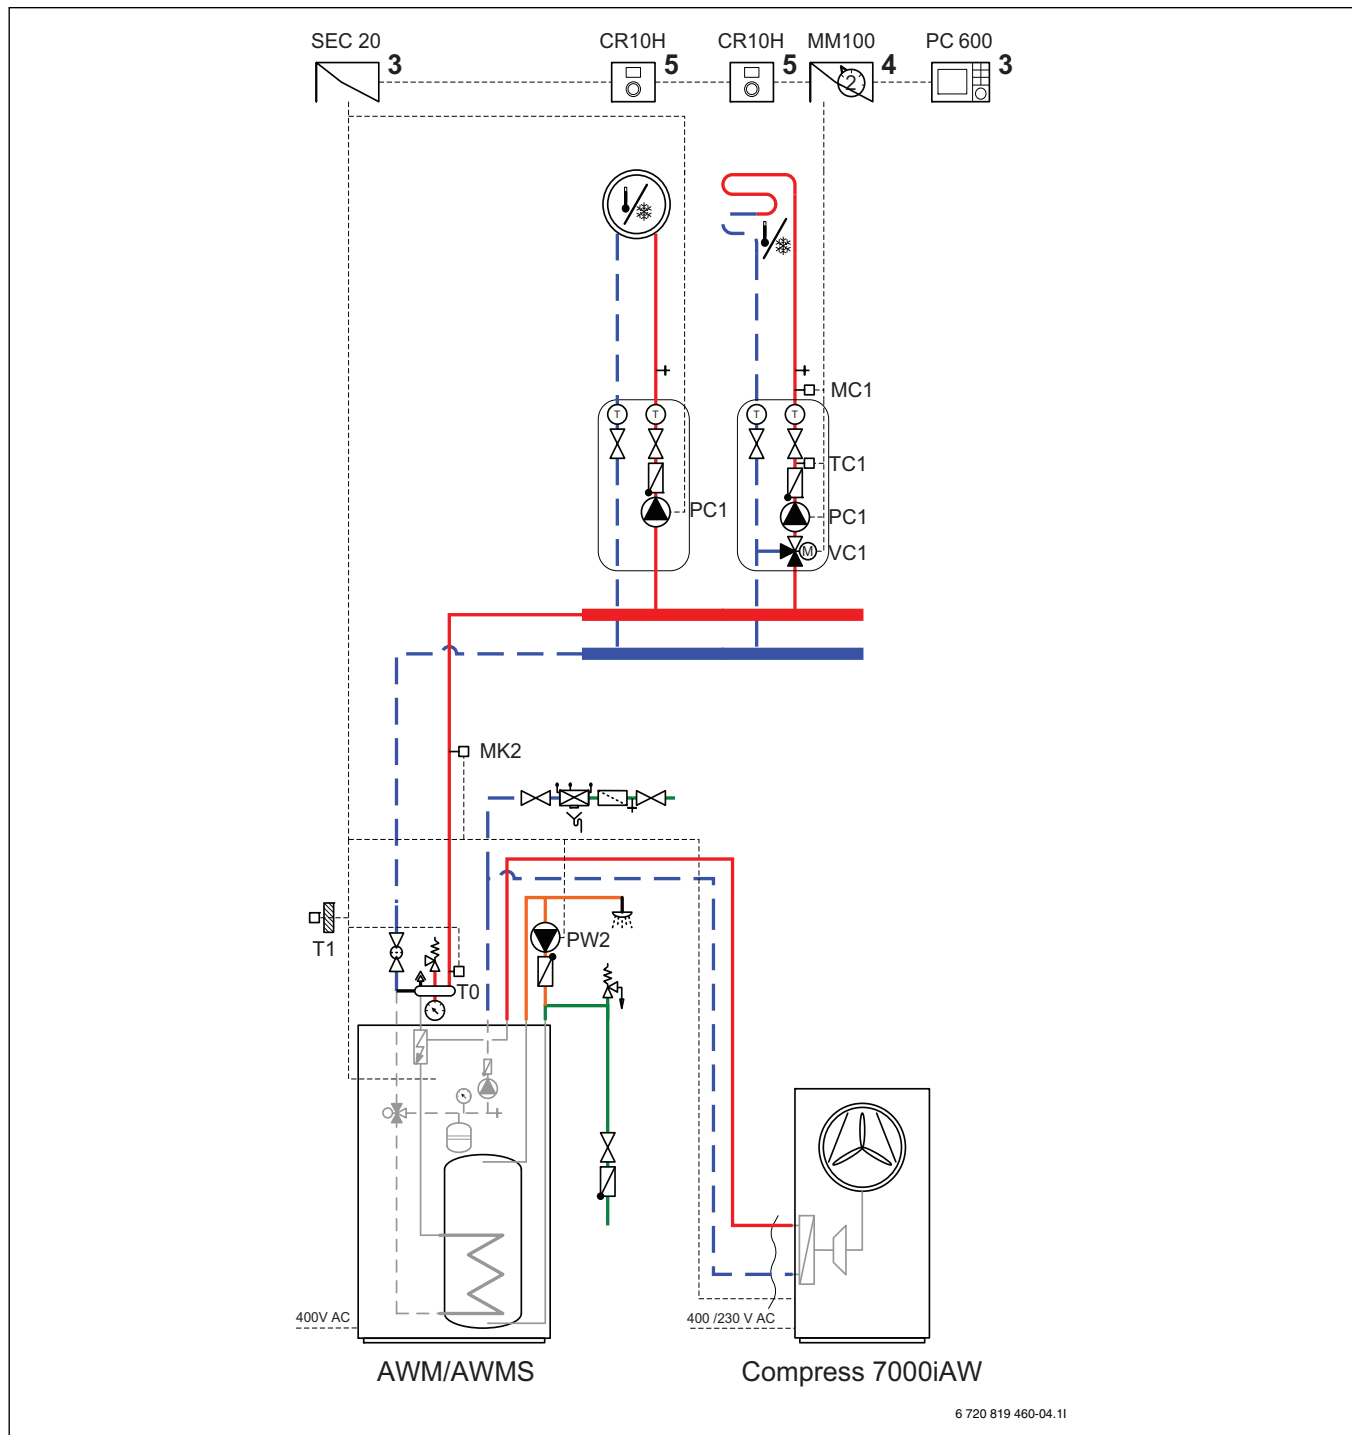 SEC 20 3
CR10H 5
CR10H 5
MM100 4
2
PC 600 3
MC1
T T T T
TC1
PC1
PC1
M VC1
MK2
T1
PW2
T0
400V AC
400 /230 V AC
AWM/AWMS
Compress 7000iAW
6 720 819 460-04.1I